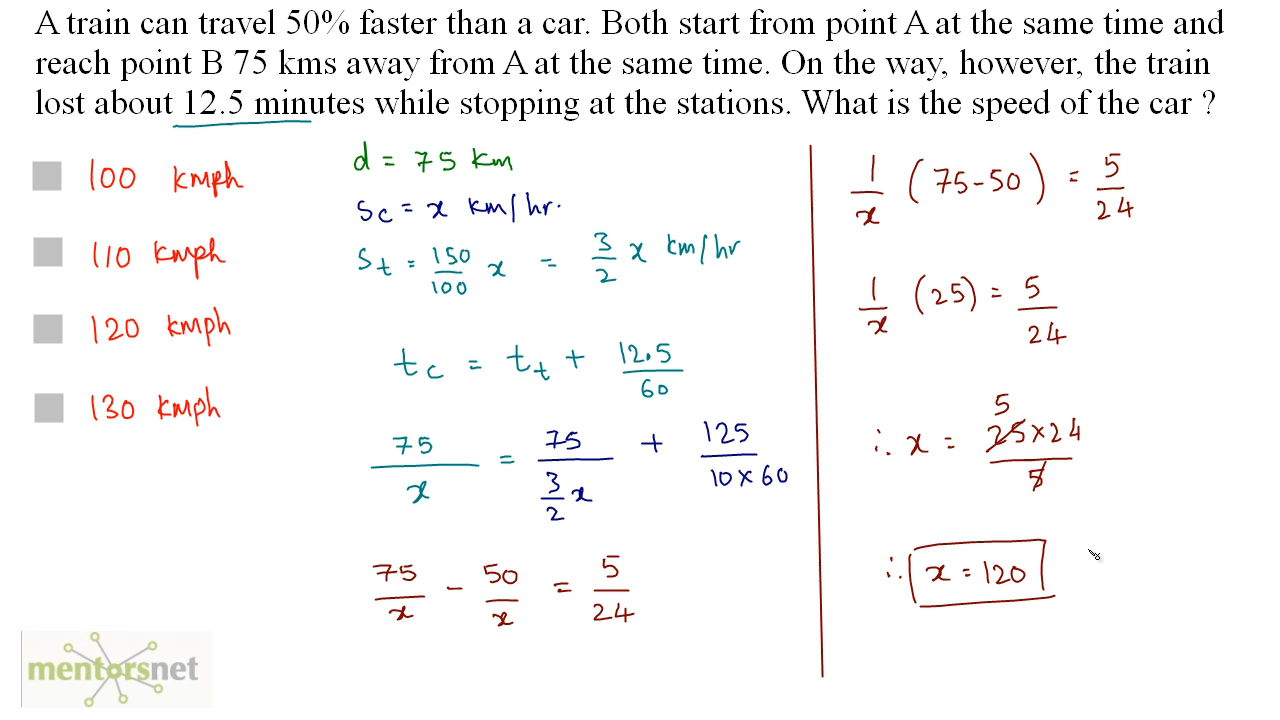 A train can travel 50% faster than a car. Both start from point A at the same time and
reach point B 75 kms away from A at the same time. On the way, however, the train
lost about 12.5 minutes while stopping at the stations. What is the speed of the car ?
100 kmph
110 kmph
120 kmph
130 kmph
d = 75 km
Sc = x km/hr.
St = 150/100 x = 3/2 x km/hr
tc = tt + 12.5/60
75/x = 75/(3/2 x) + 125/(10 × 60)
75/x - 50/x = 5/24
1/x (75-50) = 5/24
1/x (25) = 5/24
5
∴ x = 25×24/5
∴ x = 120
mentorsnet